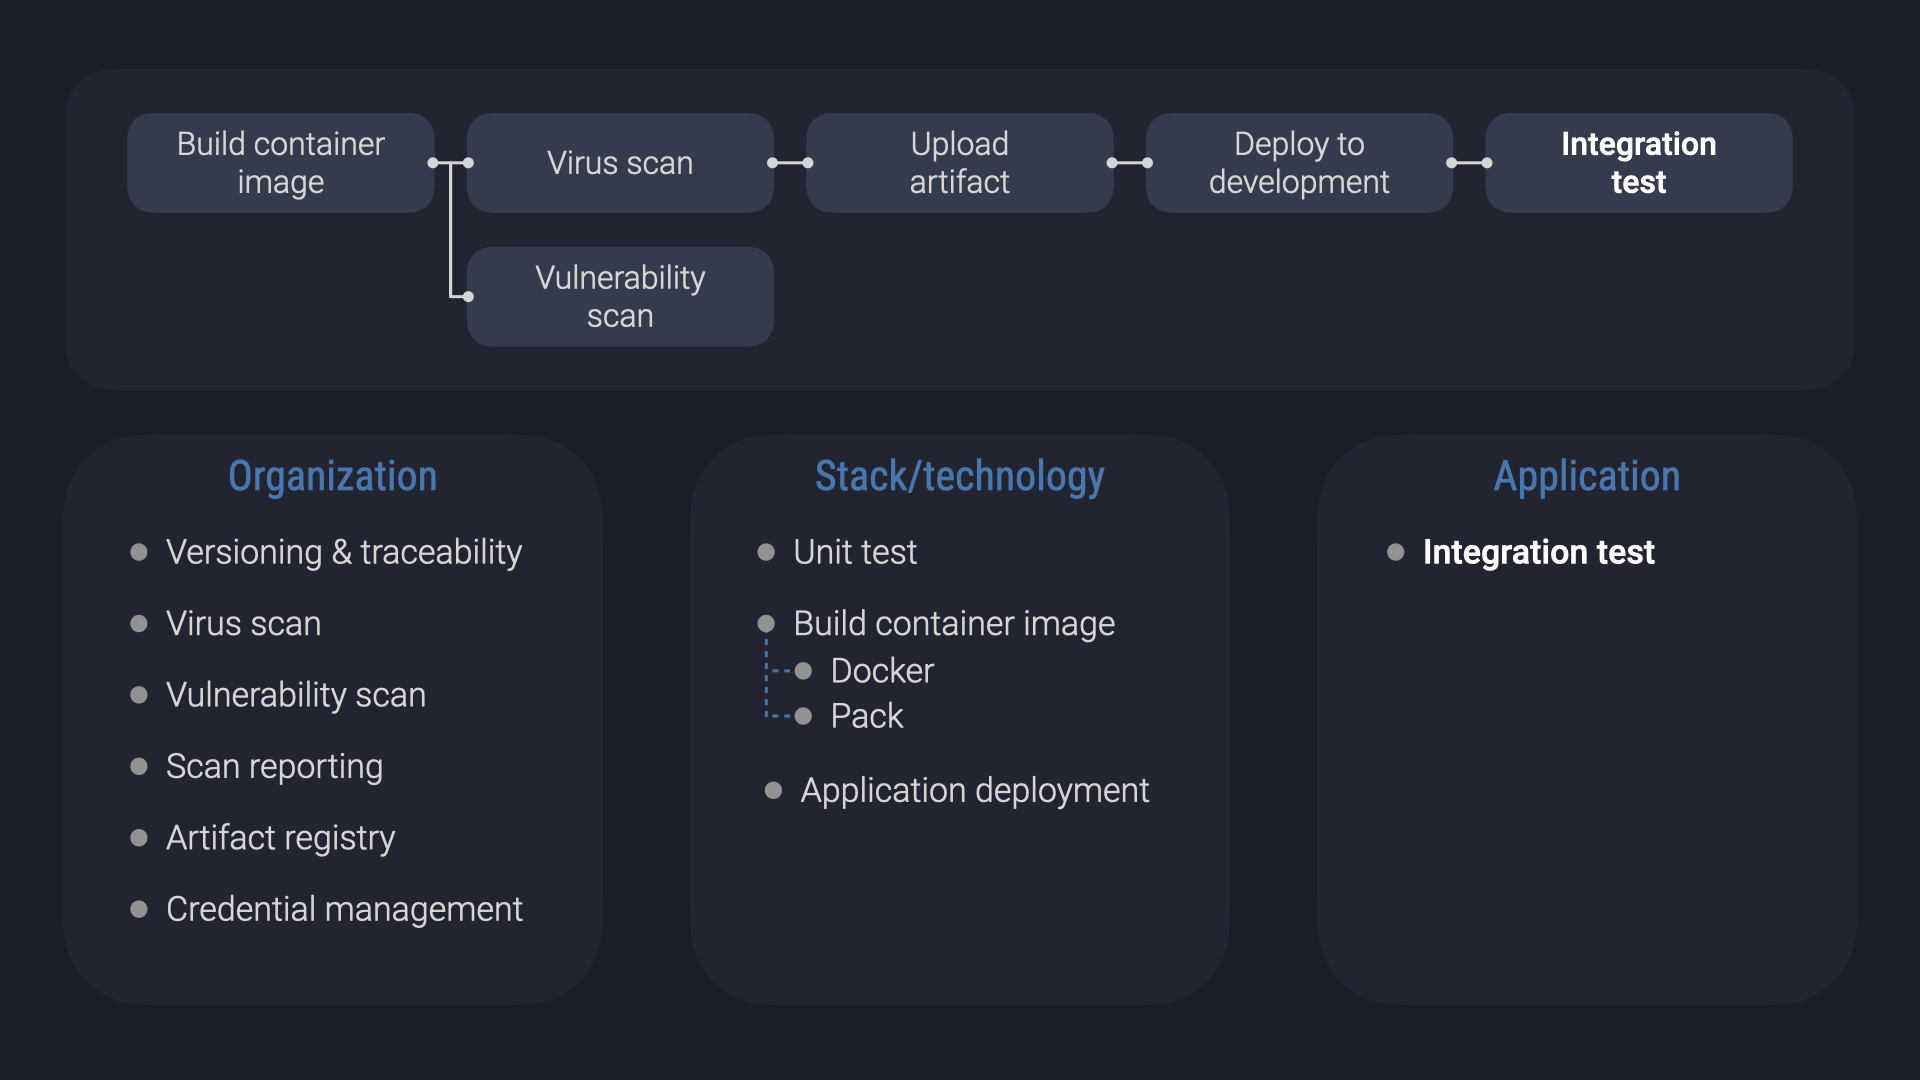 Build container
image
Virus scan
Upload
artifact
Deploy to
development
Integration
test
Vulnerability
scan
Organization
Versioning & traceability
Virus scan
Vulnerability scan
Scan reporting
Artifact registry
Credential management
Stack/technology
Unit test
Build container image
Docker
Pack
Application deployment
Application
Integration test